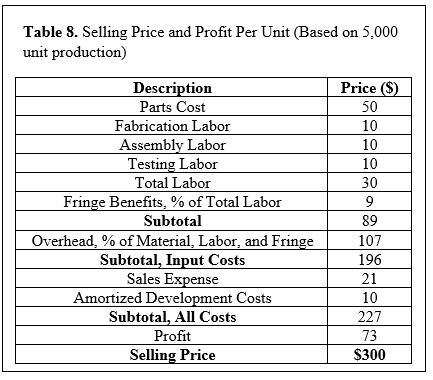 Table 8. Selling Price and Profit Per Unit (Based on 5,000
unit production)
Description Price ($)
Parts Cost 50
Fabrication Labor 10
Assembly Labor 10
Testing Labor 10
Total Labor 30
Fringe Benefits, % of Total Labor 9
Subtotal 89
Overhead, % of Material, Labor, and Fringe 107
Subtotal, Input Costs 196
Sales Expense 21
Amortized Development Costs 10
Subtotal, All Costs 227
Profit 73
Selling Price $300